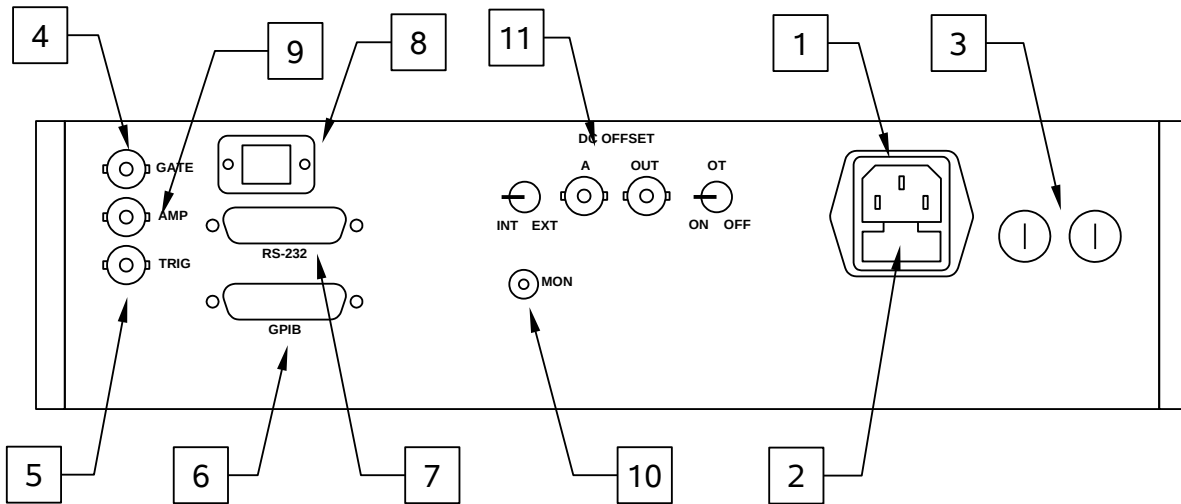 4
9
8
11
1
3
DC OFFSET
GATE
A
OUT
OT
AMP
INT EXT
ON OFF
RS-232
TRIG
MON
GPIB
5
6
7
10
2